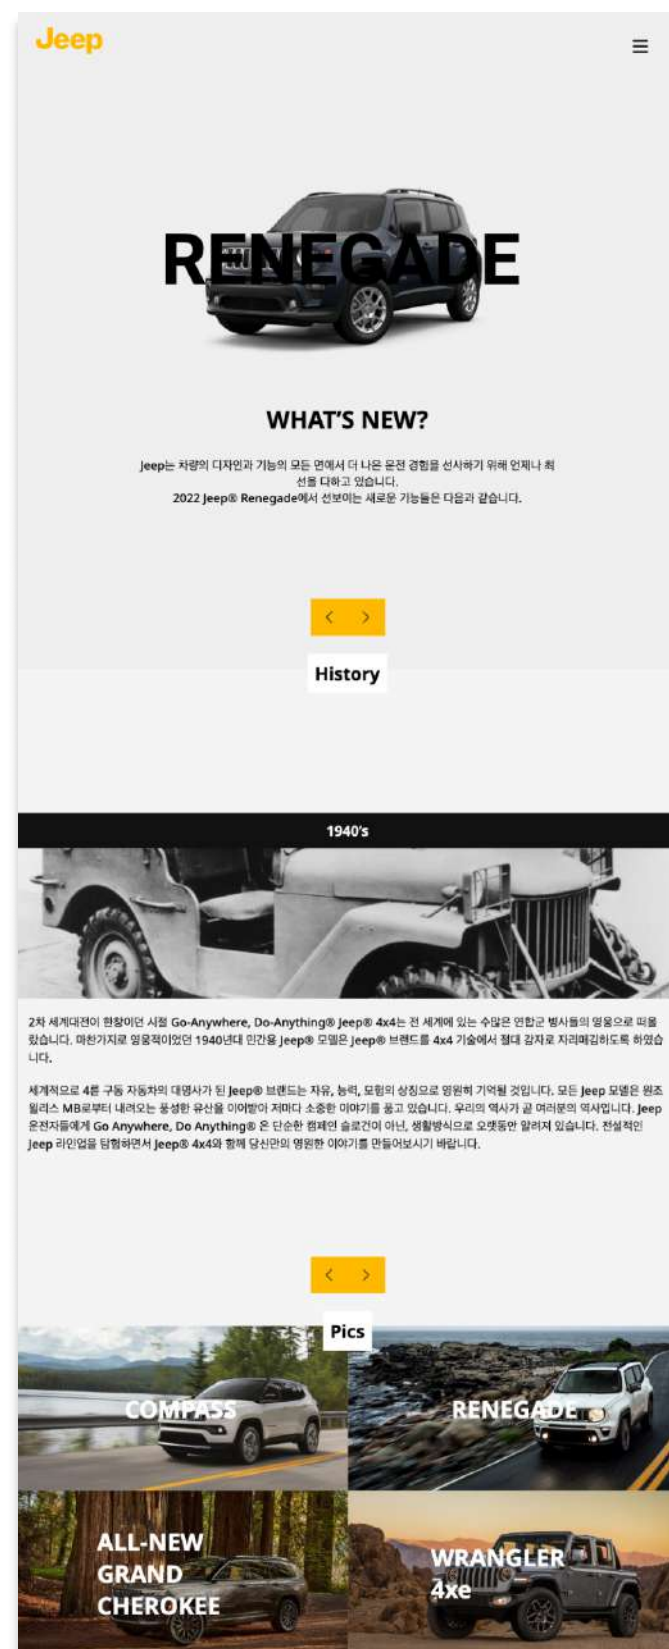 Jeep
RENEGADE
WHAT'S NEW?
Jeep는 차량의 디자인과 기능의 모든 면에서 더 나은 운전 경험을 선사하기 위해 언제나 최
선을 다하고 있습니다.
2022 Jeep® Renegade에서 선보이는 새로운 기능들은 다음과 같습니다.
History
1940's
2차 세계대전이 한창이던 시절 Go-Anywhere, Do-Anything® Jeep® 4x4는 전 세계에 있는 수많은 연합군 병사들의 영웅으로 떠올
랐습니다. 마찬가지로 영웅적이었던 1940년대 민간용 Jeep® 모델은 Jeep® 브랜드를 4x4 기술에서 절대 강자로 자리매김하도록 하였습
니다.
세계적으로 4륜 구동 자동차의 대명사가 된 Jeep® 브랜드는 자유, 능력, 모험의 상징으로 영원히 기억될 것입니다. 모든 Jeep 모델은 원조
윌리스 MB로부터 내려오는 풍성한 유산을 이어받아 저마다 소중한 이야기를 품고 있습니다. 우리의 역사가 곧 여러분의 역사입니다. Jeep
운전자들에게 Go Anywhere, Do Anything® 은 단순한 캠페인 슬로건이 아닌, 생활방식으로 오랫동안 알려져 있습니다. 전설적인
Jeep 라인업을 탐험하면서 Jeep® 4x4와 함께 당신만의 영원한 이야기를 만들어보시기 바랍니다.
Pics
COMPASS
RENEGADE
ALL-NEW
GRAND
CHEROKEE
WRANGLER
4xe